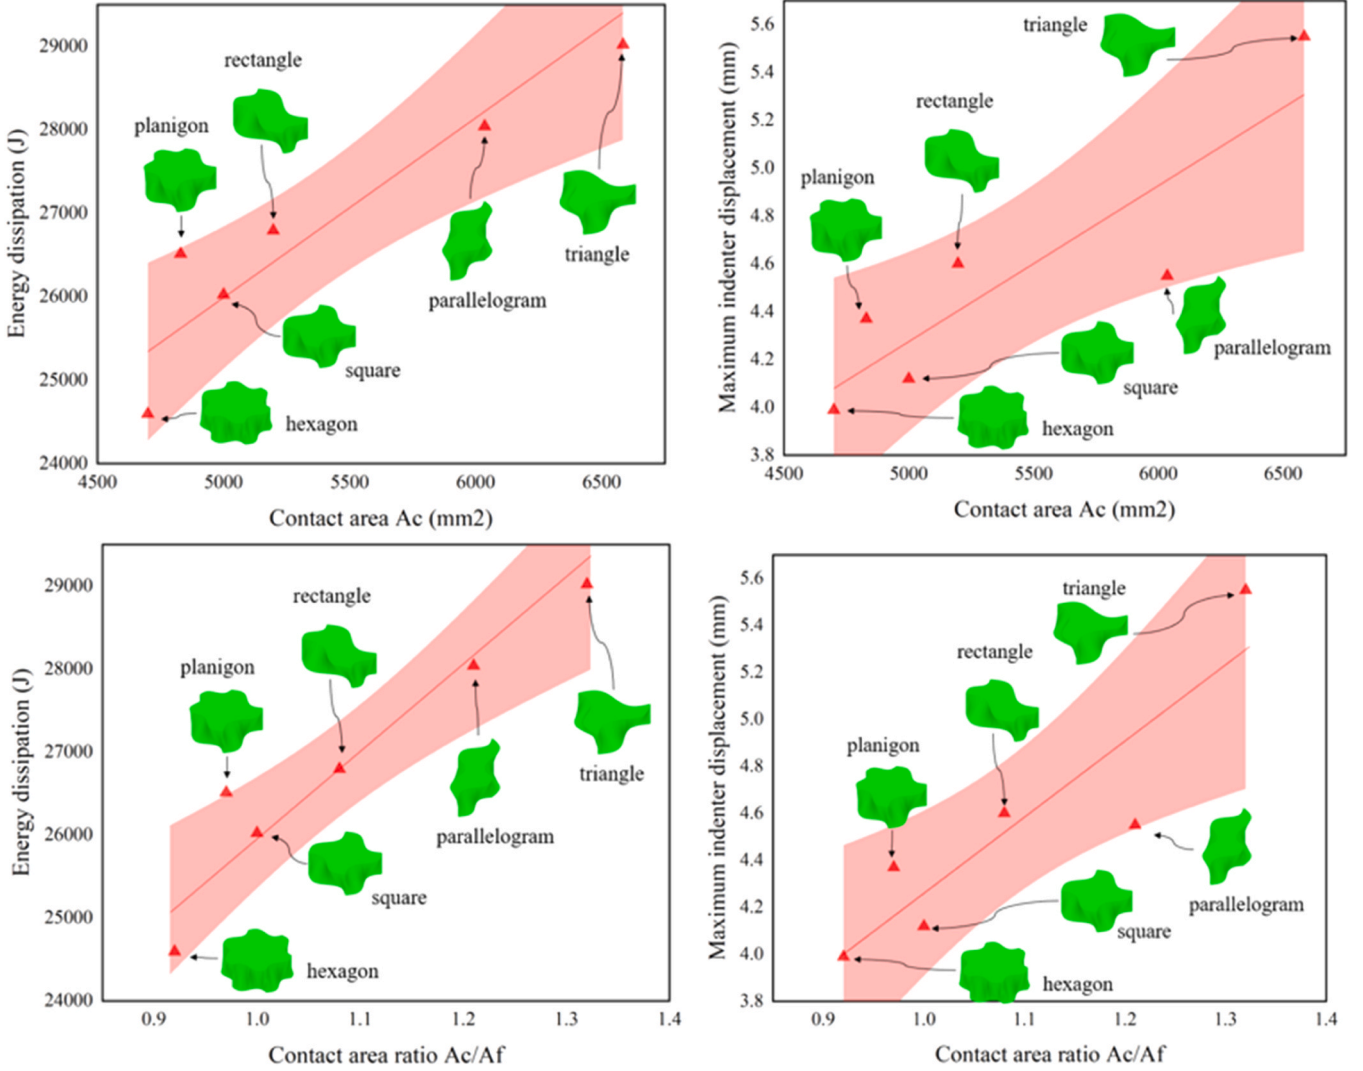 29000
28000
27000
26000
25000
24000
Energy dissipation (J)
rectangle
planigon
parallelogram
triangle
square
hexagon
4500 5000 5500 6000 6500
Contact area Ac (mm2)
5.6
5.4
5.2
5.0
4.8
4.6
4.4
4.2
4.0
3.8
Maximum indenter displacement (mm)
triangle
rectangle
planigon
parallelogram
square
hexagon
4500 5000 5500 6000 6500
Contact area Ac (mm2)
29000
28000
27000
26000
25000
24000
Energy dissipation (J)
rectangle
planigon
triangle
parallelogram
square
hexagon
0.9 1.0 1.1 1.2 1.3 1.4
Contact area ratio Ac/Af
5.6
5.4
5.2
5.0
4.8
4.6
4.4
4.2
4.0
3.8
Maximum indenter displacement (mm)
triangle
rectangle
planigon
parallelogram
square
hexagon
0.9 1.0 1.1 1.2 1.3 1.4
Contact area ratio Ac/Af